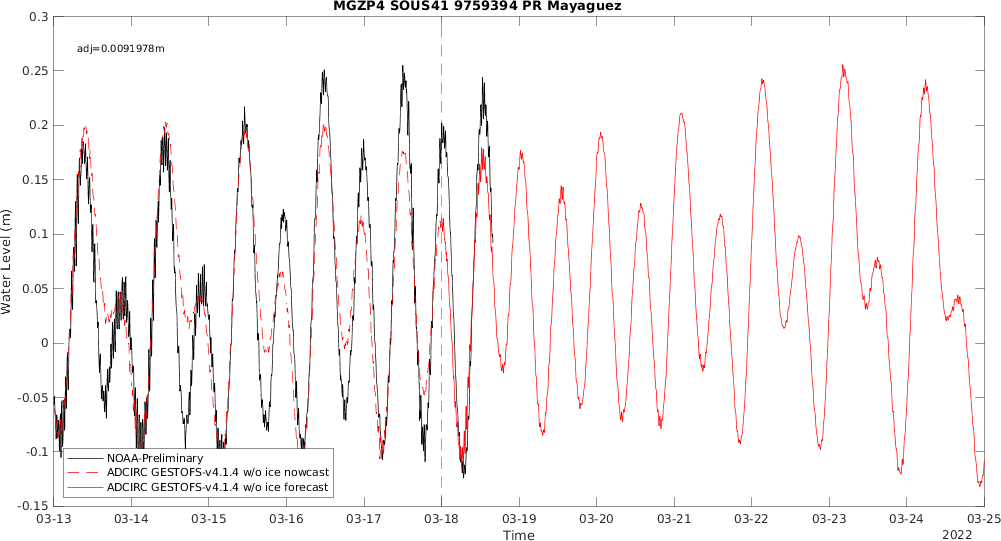 MGZP4 SOUS41 9759394 PR Mayaguez
adj=0.0091978m
Water Level (m)
0.3
0.25
0.2
0.15
0.1
0.05
0
-0.05
-0.1
-0.15
NOAA-Preliminary
ADCIRC GESTOFS-v4.1.4 w/o ice nowcast
ADCIRC GESTOFS-v4.1.4 w/o ice forecast
03-13 03-14 03-15 03-16 03-17 03-18 03-19 03-20 03-21 03-22 03-23 03-24 03-25
Time
2022